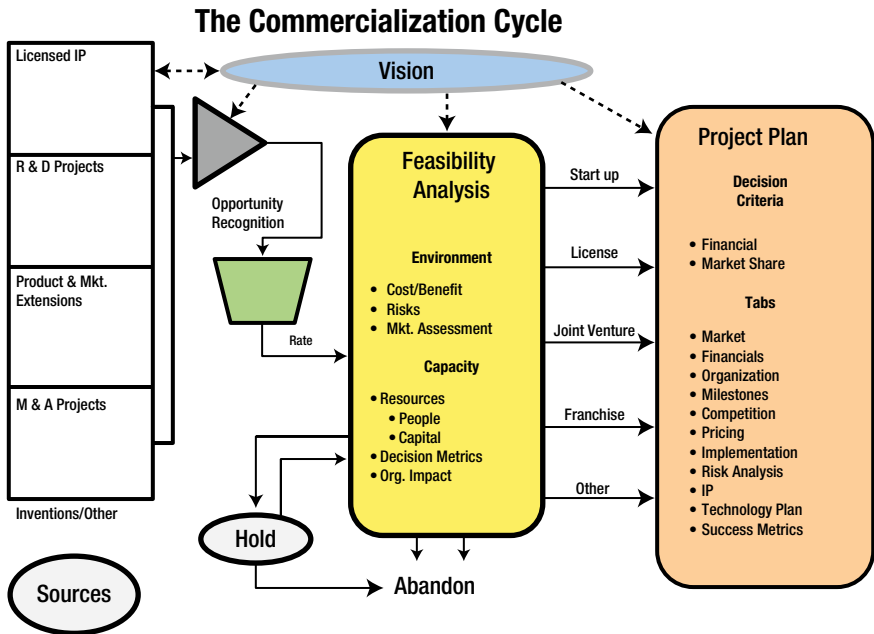 The Commercialization Cycle
Licensed IP
R & D Projects
Product & Mkt.
Extensions
M & A Projects
Inventions/Other
Sources
Vision
Opportunity
Recognition
Rate
Hold
Feasibility
Analysis
Environment
• Cost/Benefit
• Risks
• Mkt. Assessment
Capacity
• Resources
• People
• Capital
• Decision Metrics
• Org. Impact
Abandon
Start up
License
Joint Venture
Franchise
Other
Project Plan
Decision
Criteria
• Financial
• Market Share
Tabs
• Market
• Financials
• Organization
• Milestones
• Competition
• Pricing
• Implementation
• Risk Analysis
• IP
• Technology Plan
• Success Metrics